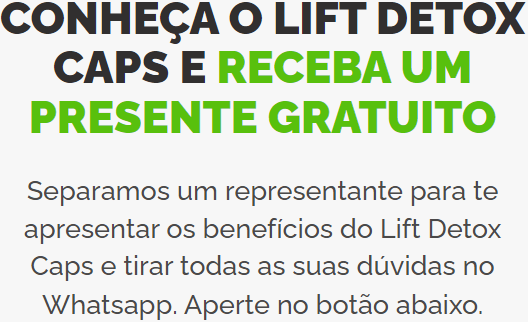 CONHEÇA O LIFT DETOX
CAPS E RECEBA UM
PRESENTE GRATUITO
Separamos um representante para te
apresentar os benefícios do Lift Detox
Caps e tirar todas as suas dúvidas no
Whatsapp. Aperte no botão abaixo.